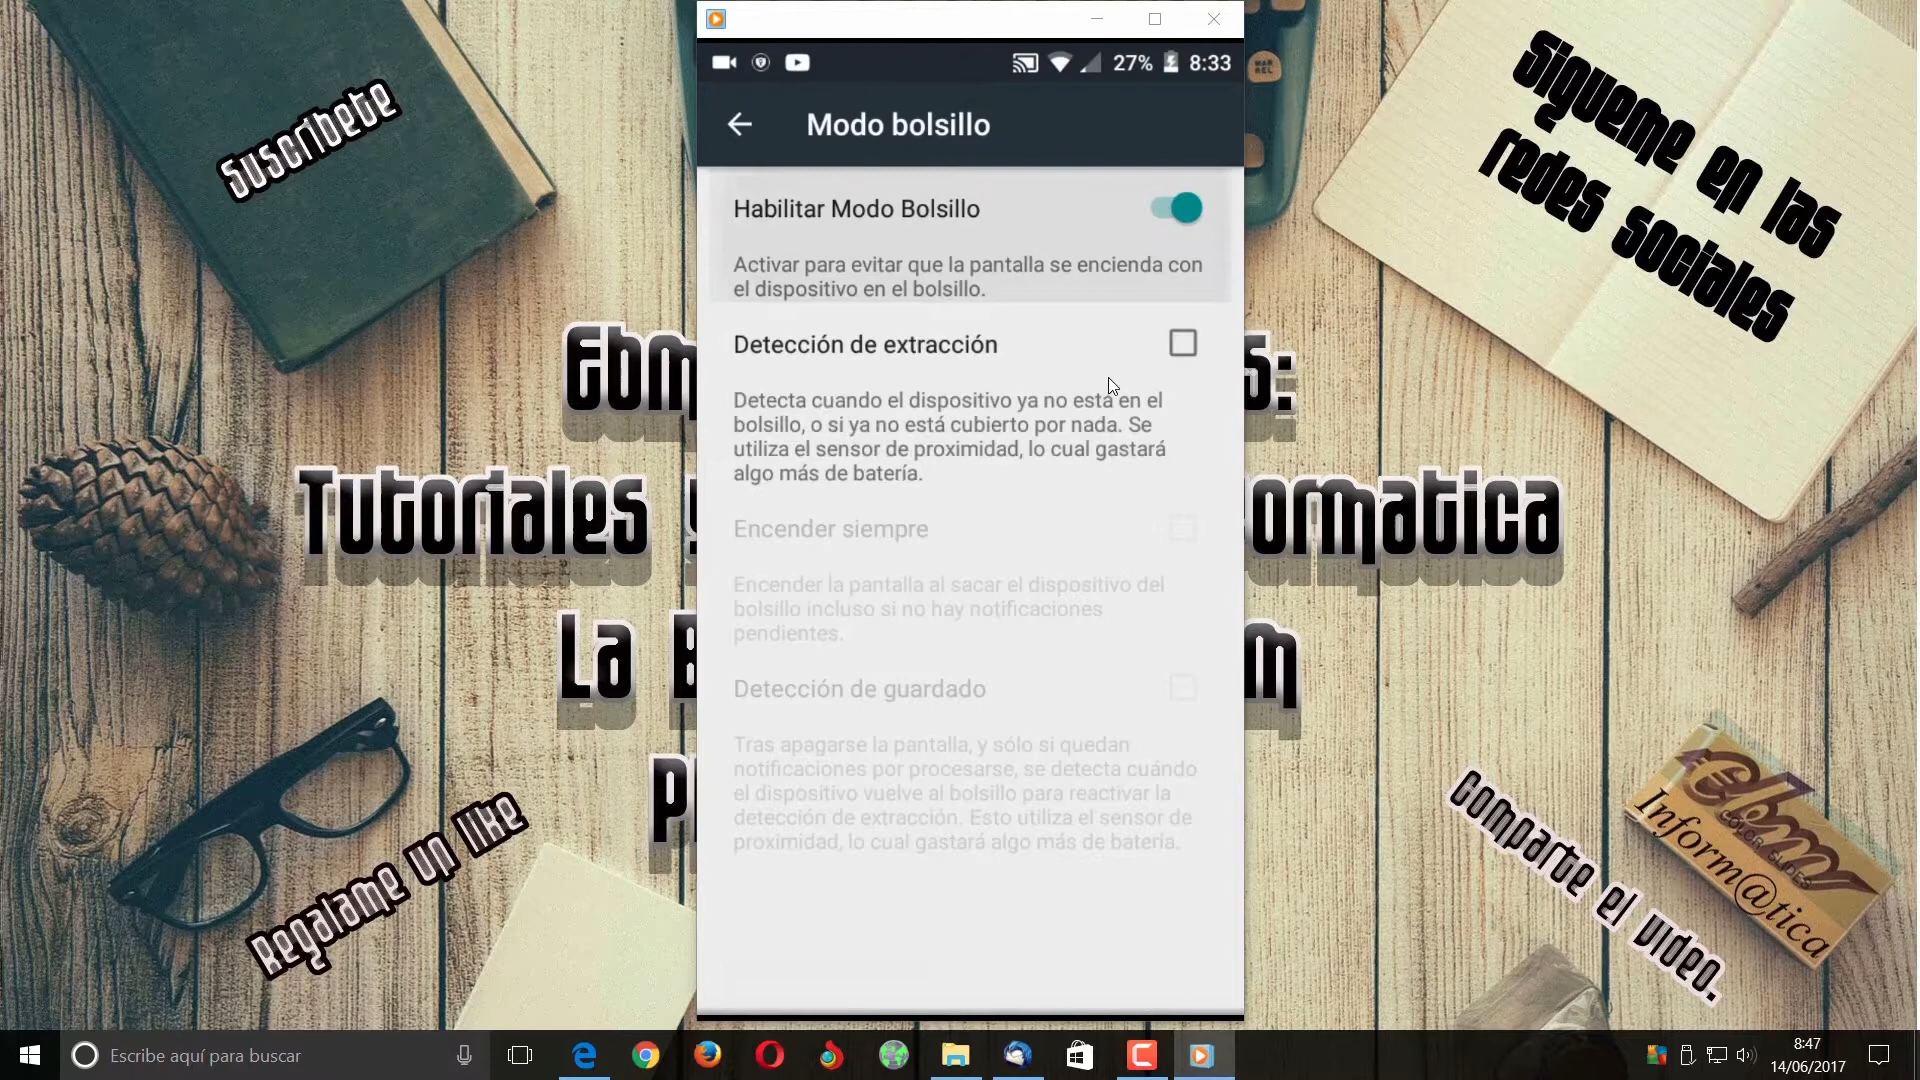 27% 8:33
Modo bolsillo
Habilitar Modo Bolsillo
Activar para evitar que la pantalla se encienda con
el dispositivo en el bolsillo.
Detección de extracción
Detecta cuando el dispositivo ya no está en el
bolsillo, o si ya no está cubierto por nada. Se
utiliza el sensor de proximidad, lo cual gastará
algo más de batería.
Encender siempre
Encender la pantalla al sacar el dispositivo del
bolsillo incluso si no hay notificaciones
pendientes.
Detección de guardado
Tras apagarse la pantalla, y sólo si quedan
notificaciones por procesarse, se detecta cuándo
el dispositivo vuelve al bolsillo para reactivar la
detección de extracción. Esto utiliza el sensor de
proximidad, lo cual gastará algo más de batería.
Suscribete
Sigueme en las
redes sociales
Tutoriales
La
Regalame un like
Comparte el video.
Ebm
COLOR SLIDES
Inform@tica
Escribe aquí para buscar
8:47
14/06/2017